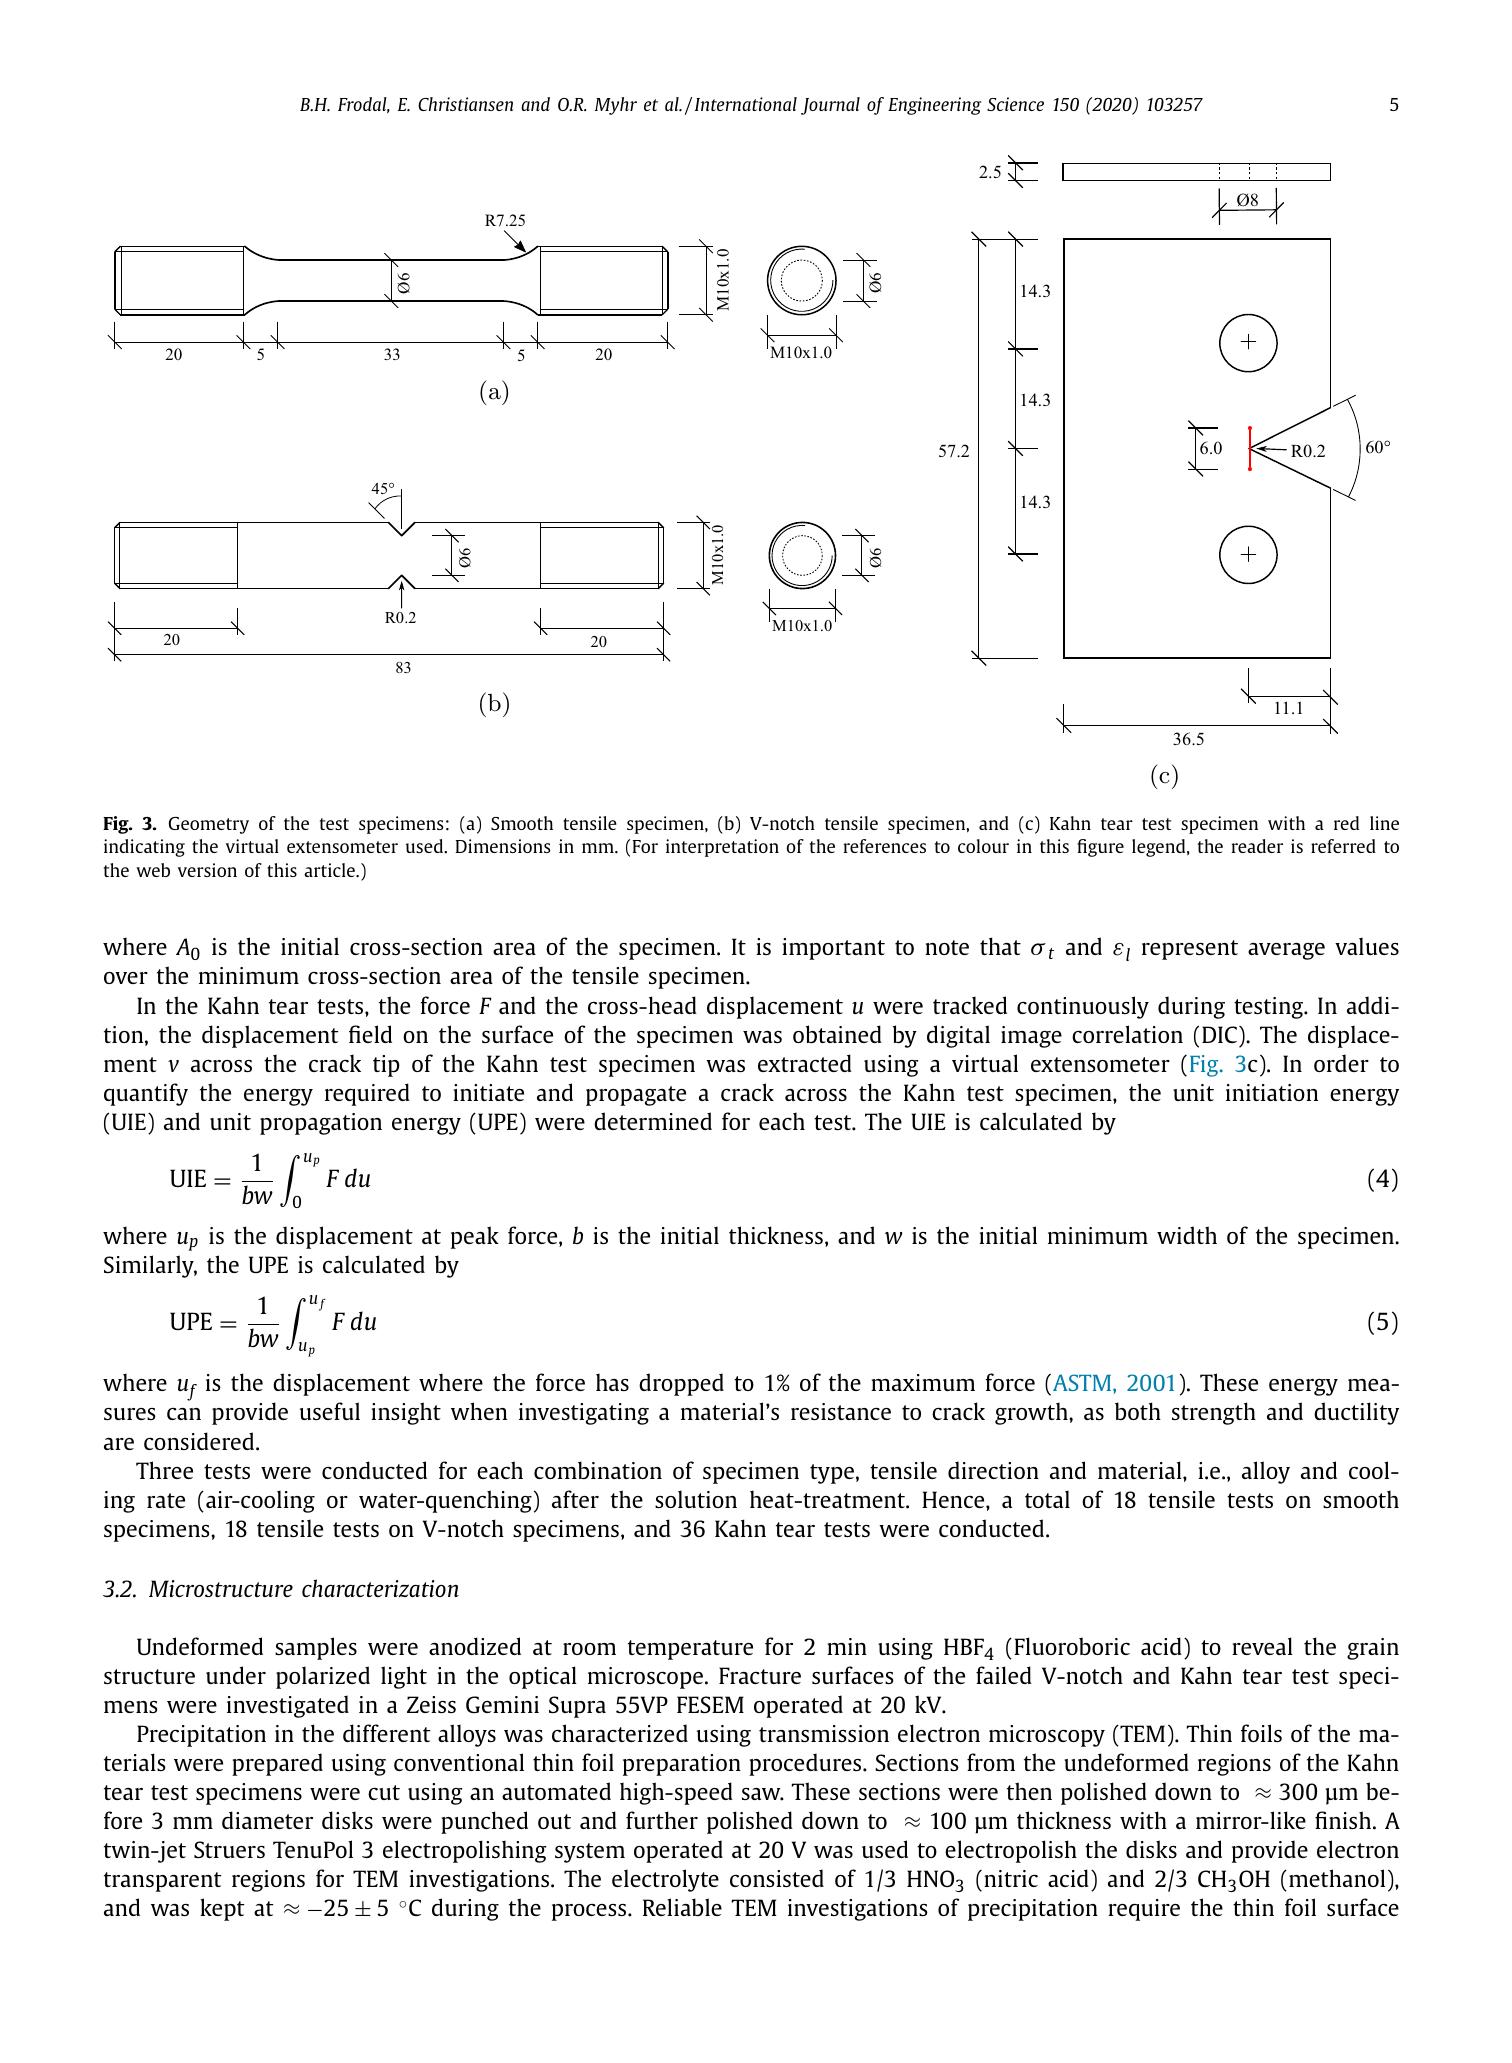 B.H. Frodal, E. Christiansen and O.R. Myhr et al. / International Journal of Engineering Science 150 (2020) 103257 5
R7.25
Ø6
M10x1.0
20
5
33
5
20
Ø6
M10x1.0
(a)
45°
Ø6
R0.2
M10x1.0
20
20
83
Ø6
M10x1.0
(b)
2.5
Ø8
14.3
14.3
14.3
57.2
6.0
R0.2
60°
11.1
36.5
(c)
Fig. 3. Geometry of the test specimens: (a) Smooth tensile specimen, (b) V-notch tensile specimen, and (c) Kahn tear test specimen with a red line
indicating the virtual extensometer used. Dimensions in mm. (For interpretation of the references to colour in this figure legend, the reader is referred to
the web version of this article.)
where A₀ is the initial cross-section area of the specimen. It is important to note that σₜ and εₗ represent average values
over the minimum cross-section area of the tensile specimen.
In the Kahn tear tests, the force F and the cross-head displacement u were tracked continuously during testing. In addi-
tion, the displacement field on the surface of the specimen was obtained by digital image correlation (DIC). The displace-
ment v across the crack tip of the Kahn test specimen was extracted using a virtual extensometer (Fig. 3c). In order to
quantify the energy required to initiate and propagate a crack across the Kahn test specimen, the unit initiation energy
(UIE) and unit propagation energy (UPE) were determined for each test. The UIE is calculated by
UIE = 1/bw ∫₀^{u_p} F du (4)
where u_p is the displacement at peak force, b is the initial thickness, and w is the initial minimum width of the specimen.
Similarly, the UPE is calculated by
UPE = 1/bw ∫_{u_p}^{u_f} F du (5)
where u_f is the displacement where the force has dropped to 1% of the maximum force (ASTM, 2001). These energy mea-
sures can provide useful insight when investigating a material's resistance to crack growth, as both strength and ductility
are considered.
Three tests were conducted for each combination of specimen type, tensile direction and material, i.e., alloy and cool-
ing rate (air-cooling or water-quenching) after the solution heat-treatment. Hence, a total of 18 tensile tests on smooth
specimens, 18 tensile tests on V-notch specimens, and 36 Kahn tear tests were conducted.
3.2. Microstructure characterization
Undeformed samples were anodized at room temperature for 2 min using HBF₄ (Fluoroboric acid) to reveal the grain
structure under polarized light in the optical microscope. Fracture surfaces of the failed V-notch and Kahn tear test speci-
mens were investigated in a Zeiss Gemini Supra 55VP FESEM operated at 20 kV.
Precipitation in the different alloys was characterized using transmission electron microscopy (TEM). Thin foils of the ma-
terials were prepared using conventional thin foil preparation procedures. Sections from the undeformed regions of the Kahn
tear test specimens were cut using an automated high-speed saw. These sections were then polished down to ≈ 300 μm be-
fore 3 mm diameter disks were punched out and further polished down to ≈ 100 μm thickness with a mirror-like finish. A
twin-jet Struers TenuPol 3 electropolishing system operated at 20 V was used to electropolish the disks and provide electron
transparent regions for TEM investigations. The electrolyte consisted of 1/3 HNO₃ (nitric acid) and 2/3 CH₃OH (methanol),
and was kept at ≈ −25 ± 5 °C during the process. Reliable TEM investigations of precipitation require the thin foil surface